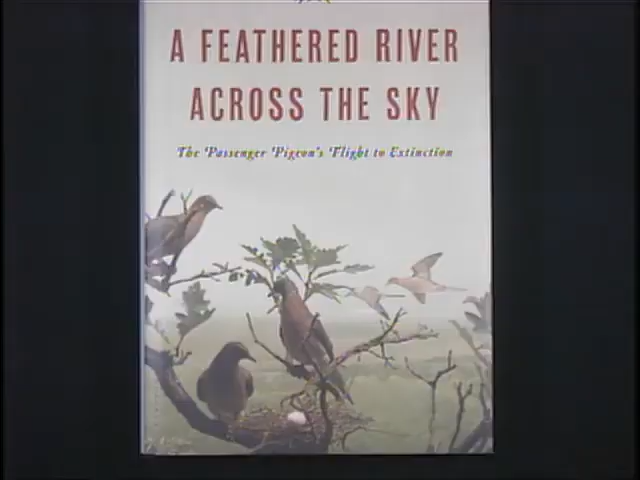 A FEATHERED RIVER
ACROSS THE SKY
The Passenger Pigeon's Flight to Extinction